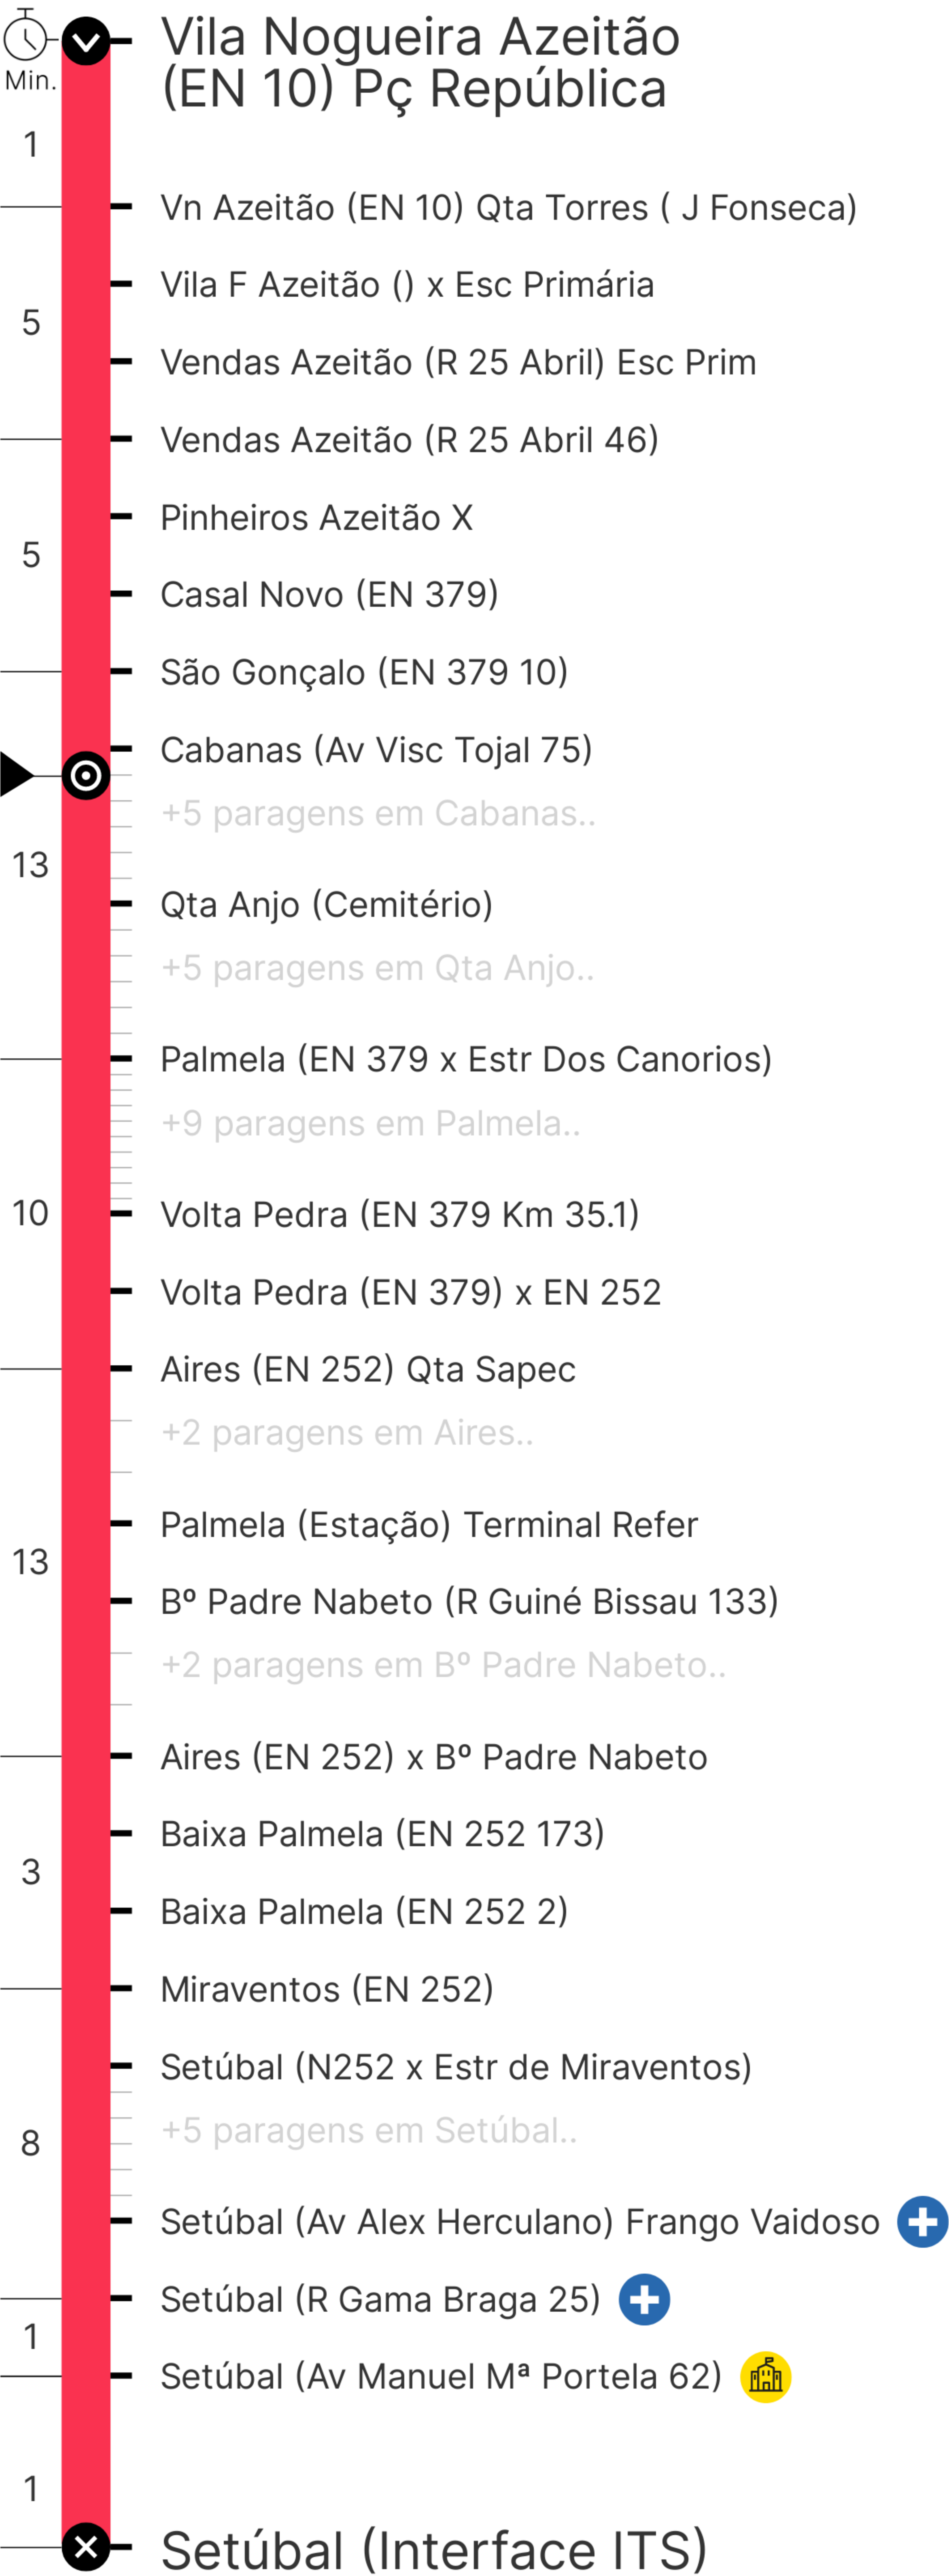 Vila Nogueira Azeitão
(EN 10) Pç República
Min.
1
Vn Azeitão (EN 10) Qta Torres ( J Fonseca)
Vila F Azeitão () x Esc Primária
5
Vendas Azeitão (R 25 Abril) Esc Prim
Vendas Azeitão (R 25 Abril 46)
Pinheiros Azeitão X
5
Casal Novo (EN 379)
São Gonçalo (EN 379 10)
Cabanas (Av Visc Tojal 75)
+5 paragens em Cabanas..
13
Qta Anjo (Cemitério)
+5 paragens em Qta Anjo..
Palmela (EN 379 x Estr Dos Canorios)
+9 paragens em Palmela..
10
Volta Pedra (EN 379 Km 35.1)
Volta Pedra (EN 379) x EN 252
Aires (EN 252) Qta Sapec
+2 paragens em Aires..
Palmela (Estação) Terminal Refer
13
Bº Padre Nabeto (R Guiné Bissau 133)
+2 paragens em Bº Padre Nabeto..
Aires (EN 252) x Bº Padre Nabeto
Baixa Palmela (EN 252 173)
3
Baixa Palmela (EN 252 2)
Miraventos (EN 252)
Setúbal (N252 x Estr de Miraventos)
+5 paragens em Setúbal..
8
Setúbal (Av Alex Herculano) Frango Vaidoso
Setúbal (R Gama Braga 25)
1
Setúbal (Av Manuel Mª Portela 62)
1
Setúbal (Interface ITS)